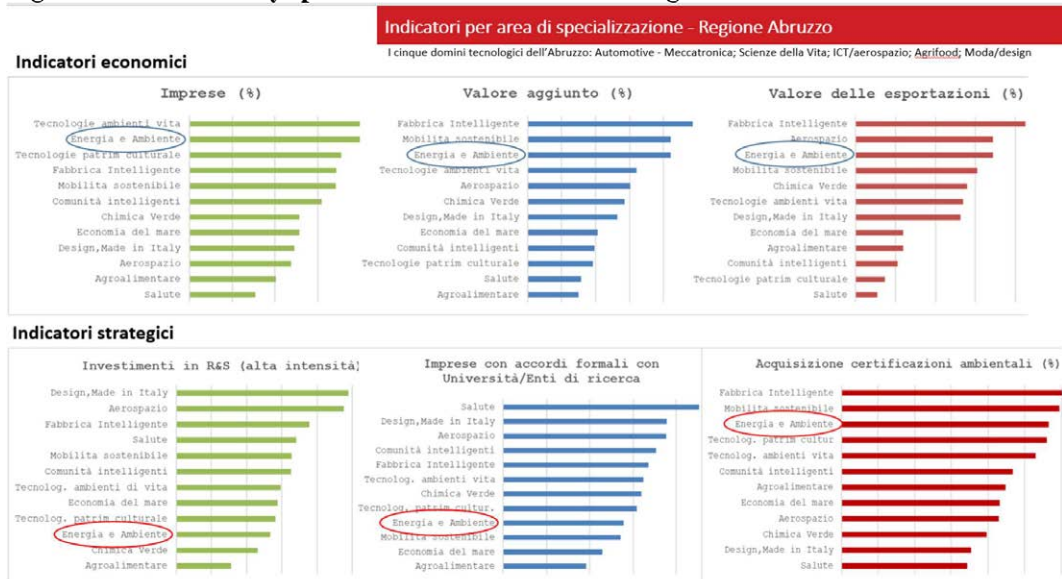 Indicatori per area di specializzazione - Regione Abruzzo
I cinque domini tecnologici dell'Abruzzo: Automotive - Meccatronica; Scienze della Vita; ICT/aerospazio; Agrifood; Moda/design
Indicatori economici
Imprese (%)
Tecnologie ambienti vita
Energia e Ambiente
Tecnologie patrim culturale
Fabbrica Intelligente
Mobilita sostenibile
Comunità intelligenti
Chimica Verde
Economia del mare
Design,Made in Italy
Aerospazio
Agroalimentare
Salute
Valore aggiunto (%)
Fabbrica Intelligente
Mobilita sostenibile
Energia e Ambiente
Tecnologie ambienti vita
Aerospazio
Chimica Verde
Design,Made in Italy
Economia del mare
Comunità intelligenti
Tecnologie patrim culturale
Salute
Agroalimentare
Valore delle esportazioni (%)
Fabbrica Intelligente
Aerospazio
Energia e Ambiente
Mobilita sostenibile
Chimica Verde
Tecnologie ambienti vita
Design,Made in Italy
Economia del mare
Agroalimentare
Comunità intelligenti
Tecnologie patrim culturale
Salute
Indicatori strategici
Investimenti in R&S (alta intensità)
Design,Made in Italy
Aerospazio
Fabbrica Intelligente
Salute
Mobilita sostenibile
Comunità intelligenti
Tecnolog. ambienti di vita
Economia del mare
Tecnolog. patrim culturale
Energia e Ambiente
Chimica Verde
Agroalimentare
Imprese con accordi formali con
Università/Enti di ricerca
Salute
Design,Made in Italy
Aerospazio
Comunità intelligenti
Fabbrica Intelligente
Tecnolog. ambienti vita
Chimica Verde
Tecnolog. patrim cultur.
Energia e Ambiente
Mobilita sostenibile
Economia del mare
Agroalimentare
Acquisizione certificazioni ambientali (%)
Fabbrica Intelligente
Mobilita sostenibile
Energia e Ambiente
Tecnolog. patrim cultur
Tecnolog. ambienti vita
Comunità intelligenti
Agroalimentare
Economia del mare
Aerospazio
Chimica Verde
Design,Made in Italy
Salute